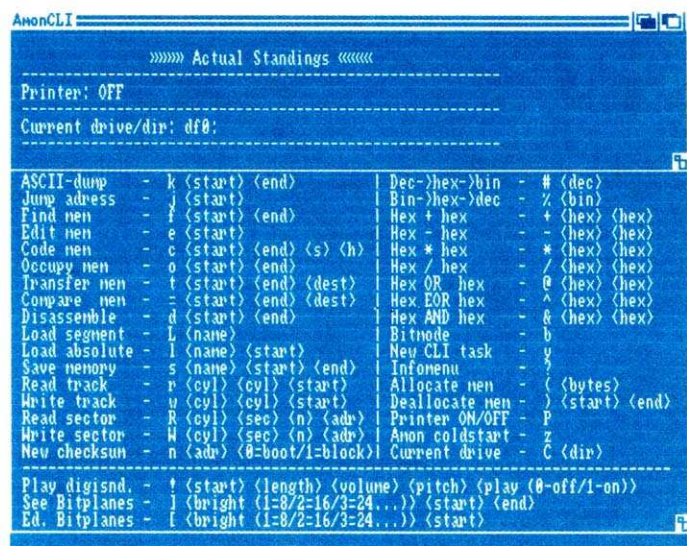 AmonCLI
»»»» Actual Standings «««««
Printer: OFF
Current drive/dir: df0:
ASCII-dump - k <start> <end> | Dec->hex->bin - # <dec>
Jump adress - j <start> | Bin->hex->dec - % <bin>
Find mem - f <start> <end> | Hex + hex - + <hex> <hex>
Edit mem - e <start> | Hex - hex - - <hex> <hex>
Code mem - c <start> <end> <s> <h> | Hex * hex - * <hex> <hex>
Occupy mem - o <start> <end> | Hex / hex - / <hex> <hex>
Transfer mem - t <start> <end> <dest> | Hex OR hex - @ <hex> <hex>
Compare mem - = <start> <end> <dest> | Hex EOR hex - ^ <hex> <hex>
Disassemble - d <start> <end> | Hex AND hex - & <hex> <hex>
Load segment - L <name> | Bitmode - b
Load absolute - l <name> <start> | New CLI task - y
Save memory - s <name> <start> <end> | Infomenu - ?
Read track - r <cyl> <cyl> <start> | Allocate mem - ( <bytes>
Write track - w <cyl> <cyl> <start> | Deallocate mem - ) <start> <end>
Read sector - R <cyl> <sec> <n> <adr> | Printer ON/OFF - P
Write sector - W <cyl> <sec> <n> <adr> | Amon coldstart - z
New checksum - n <adr> <0=boot/1=block>| Current drive - C <dir>
Play digisnd. - ! <start> <length> <volume> <pitch> <play (0-off/1-on)>
See Bitplanes - ] <bright (1=8/2=16/3=24...)> <start> <end>
Ed. Bitplanes - [ <bright (1=8/2=16/3=24...)> <start>